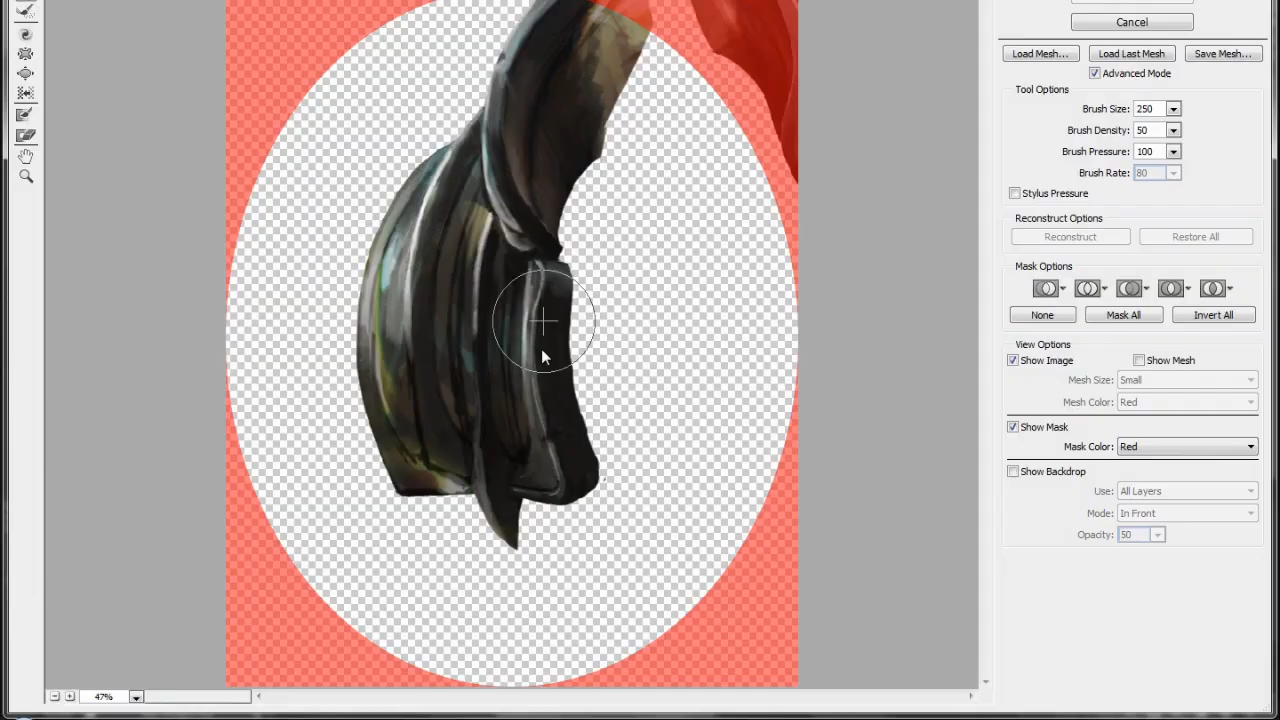 Cancel
Load Mesh... Load Last Mesh Save Mesh...
Advanced Mode
Tool Options
Brush Size: 250
Brush Density: 50
Brush Pressure: 100
Brush Rate: 80
Stylus Pressure
Reconstruct Options
Reconstruct Restore All
Mask Options
None Mask All Invert All
View Options
Show Image Show Mesh
Mesh Size: Small
Mesh Color: Red
Show Mask
Mask Color: Red
Show Backdrop
Use: All Layers
Mode: In Front
Opacity: 50
47%